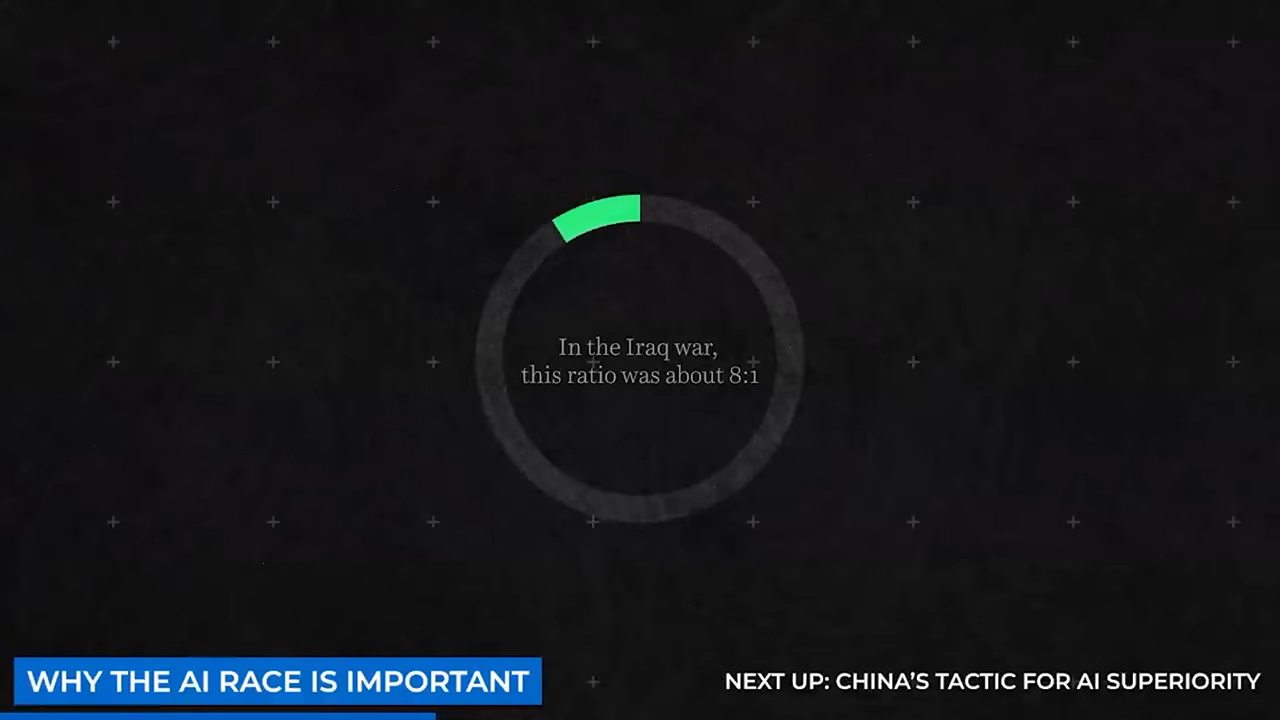 In the Iraq war,
this ratio was about 8:1
WHY THE AI RACE IS IMPORTANT
NEXT UP: CHINA'S TACTIC FOR AI SUPERIORITY